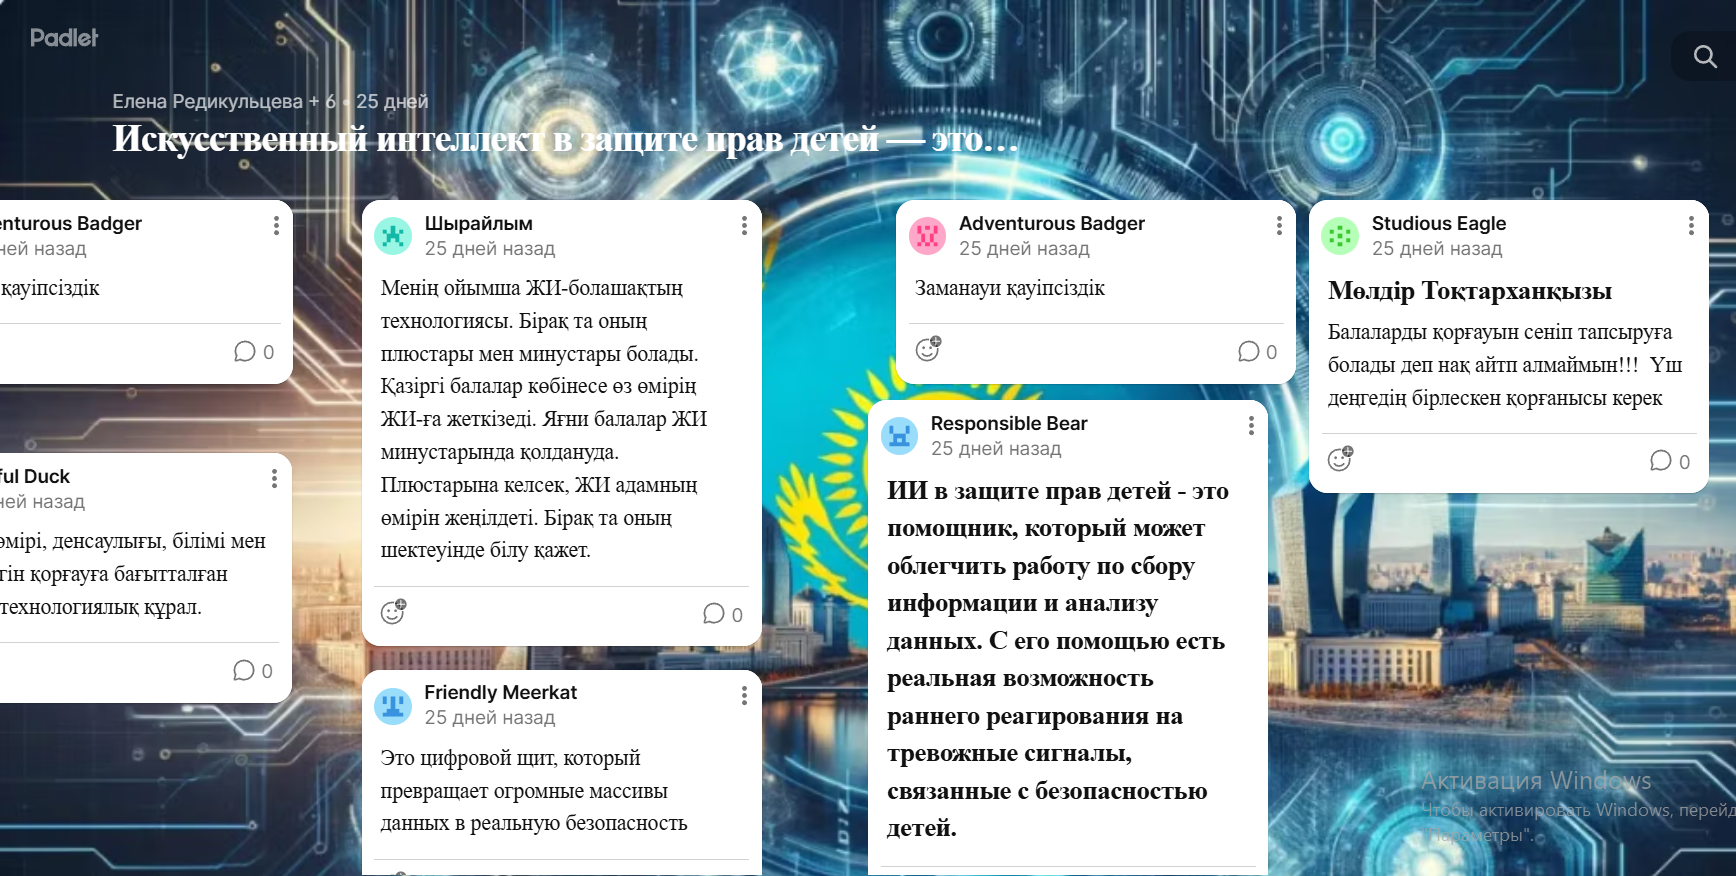 Padlet
Елена Редикульцева + 6 • 25 дней
Искусственный интеллект в защите прав детей — это...
enturous Badger
ней назад
қауіпсіздік
0
ful Duck
ней назад
өмірі, денсаулығы, білімі мен
гін қорғауға бағытталған
технологиялық құрал.
0
Шырайлым
25 дней назад
Менің ойымша ЖИ-болашақтың
технологиясы. Бірақ та оның
плюстары мен минустары болады.
Қазіргі балалар көбінесе өз өмірің
ЖИ-ға жеткізеді. Яғни балалар ЖИ
минустарында қолдануда.
Плюстарына келсек, ЖИ адамның
өмірін жеңілдеті. Бірақ та оның
шектеуінде білу қажет.
0
Friendly Meerkat
25 дней назад
Это цифровой щит, который
превращает огромные массивы
данных в реальную безопасность
Adventurous Badger
25 дней назад
Заманауи қауіпсіздік
0
Responsible Bear
25 дней назад
ИИ в защите прав детей - это
помощник, который может
облегчить работу по сбору
информации и анализу
данных. С его помощью есть
реальная возможность
раннего реагирования на
тревожные сигналы,
связанные с безопасностью
детей.
Studious Eagle
25 дней назад
Мөлдір Тоқтарханқызы
Балаларды қорғауын сеніп тапсыруға
болады деп нақ айтп алмаймын!!! Үш
деңгедің бірлескен қорғанысы керек
0
Активация Windows
Чтобы активировать Windows, перейд
"Параметры".